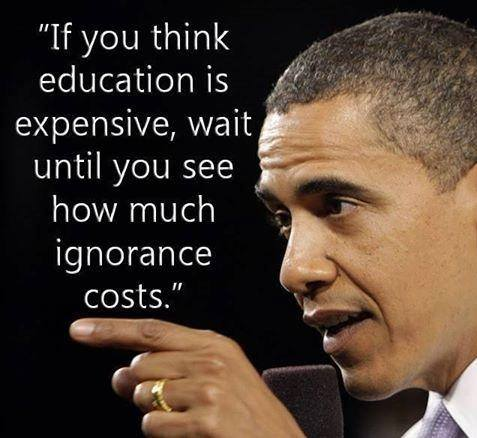 "If you think
education is
expensive, wait
until you see
how much
ignorance
costs."